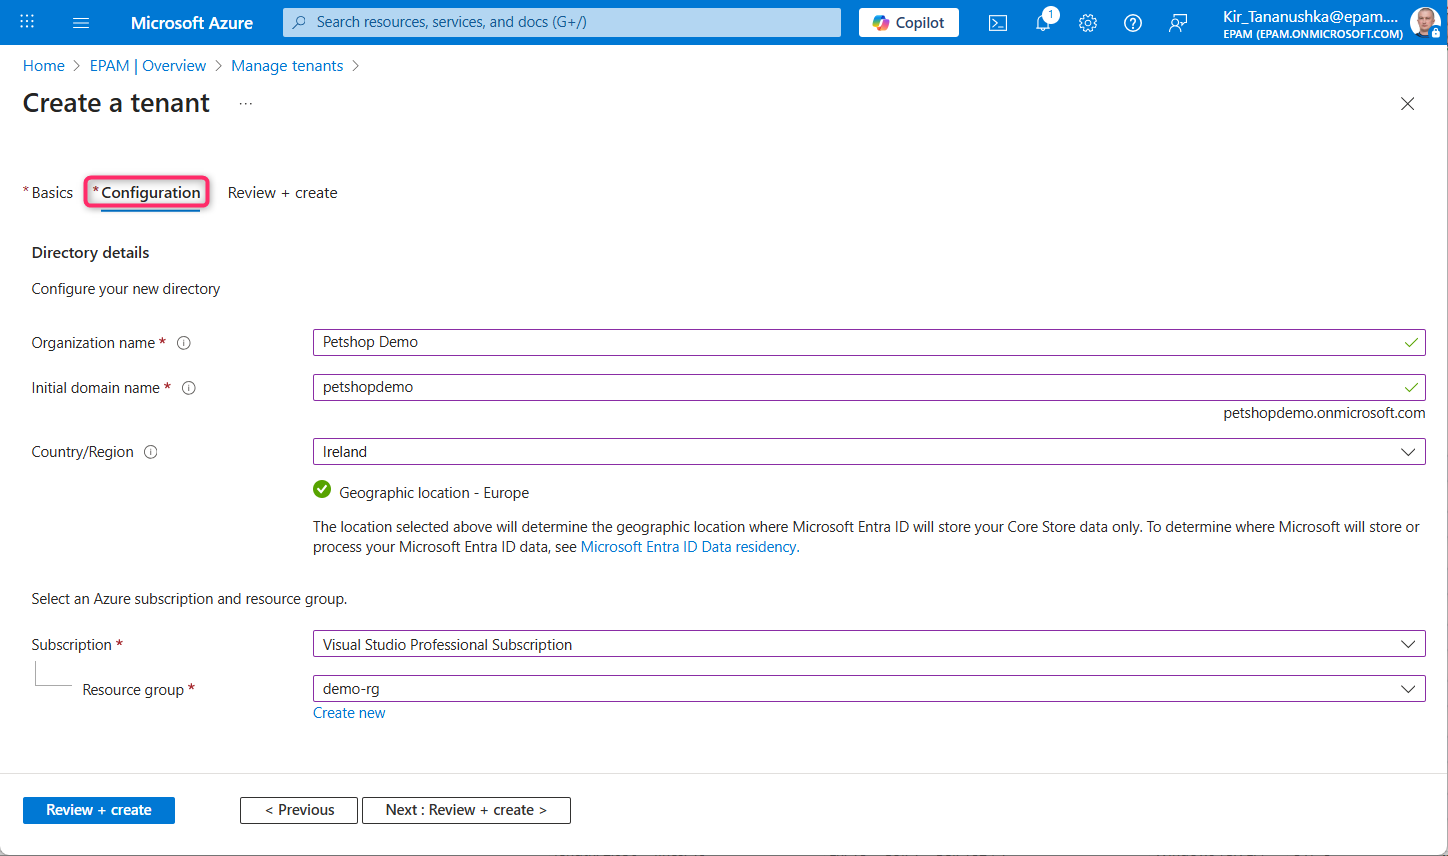 Microsoft Azure
Search resources, services, and docs (G+/)
Copilot
1
Kir_Tananushka@epam....
EPAM (EPAM.ONMICROSOFT.COM)
Home > EPAM | Overview > Manage tenants >
Create a tenant ...
* Basics * Configuration Review + create
Directory details
Configure your new directory
Organization name *
Petshop Demo
Initial domain name *
petshopdemo
petshopdemo.onmicrosoft.com
Country/Region
Ireland
Geographic location - Europe
The location selected above will determine the geographic location where Microsoft Entra ID will store your Core Store data only. To determine where Microsoft will store or
process your Microsoft Entra ID data, see Microsoft Entra ID Data residency.
Select an Azure subscription and resource group.
Subscription *
Visual Studio Professional Subscription
Resource group *
demo-rg
Create new
Review + create
< Previous
Next : Review + create >